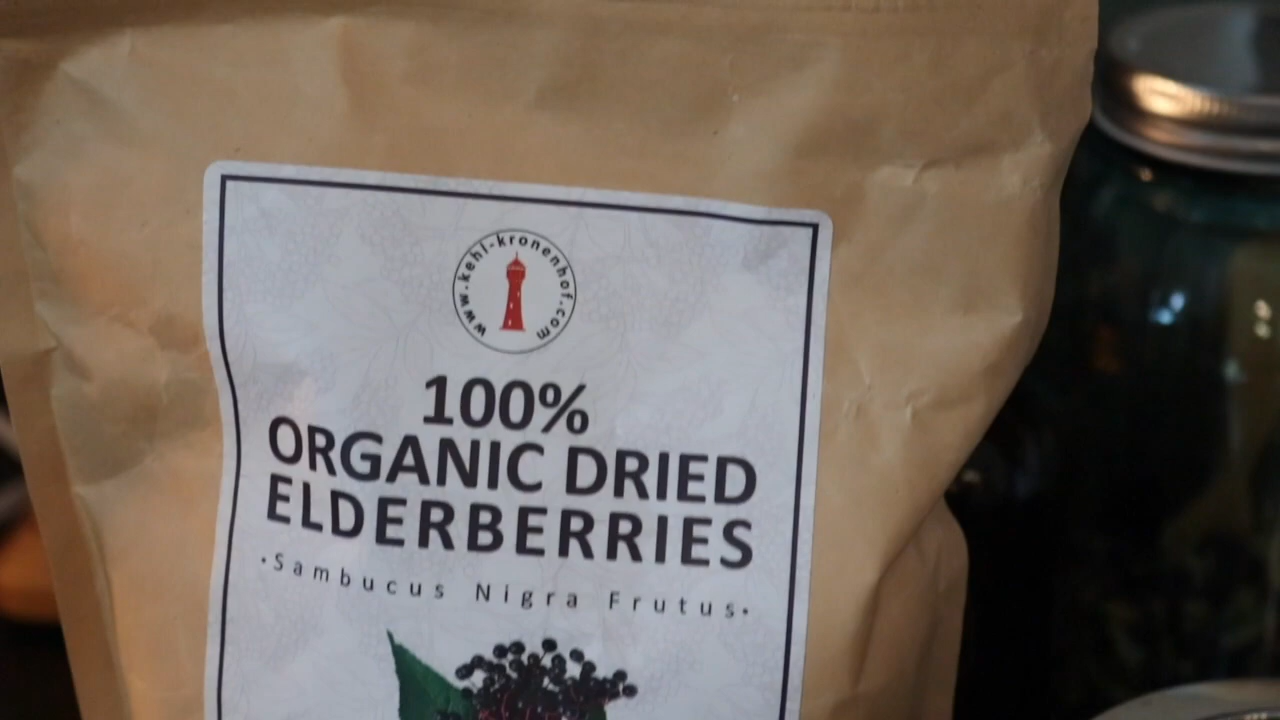 www.kehl-kronenhof.com
100%
ORGANIC DRIED
ELDERBERRIES
·Sambucus Nigra Frutus·